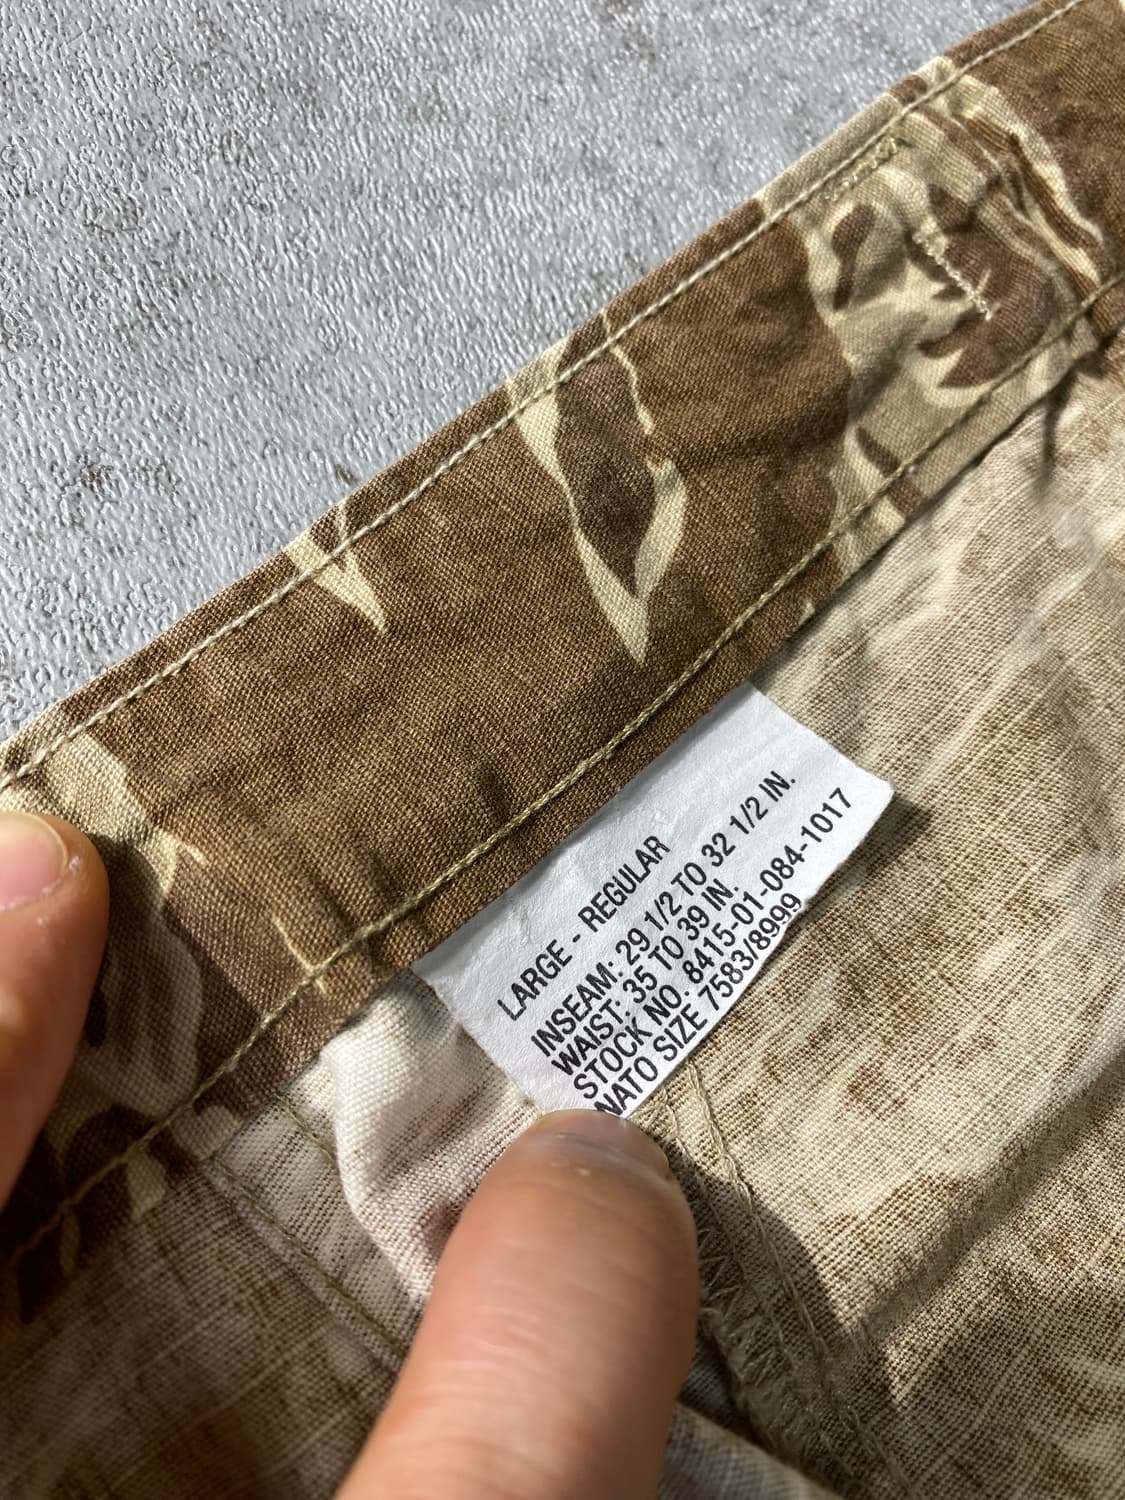 LARGE - REGULAR
INSEAM: 29 1/2 TO 32 1/2 IN.
WAIST: 35 TO 39 IN.
STOCK NO. 8415-01-084-1017
NATO SIZE 7583/8999